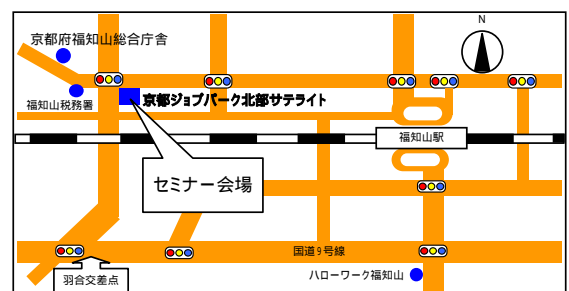 N
京都府福知山総合庁舎
福知山税務署
京都ジョブパーク北部サテライト
福知山駅
セミナー会場
国道9号線
ハローワーク福知山
羽合交差点